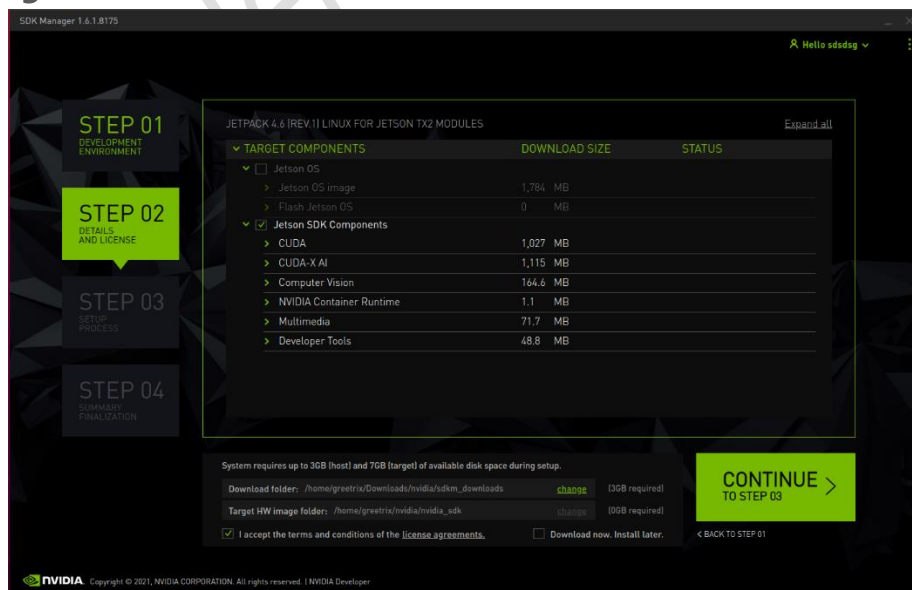 SDK Manager 1.6.1.8175
Hello sdsdsg
STEP 01
DEVELOPMENT
ENVIRONMENT
STEP 02
DETAILS
AND LICENSE
STEP 03
SETUP
PROCESS
STEP 04
SUMMARY
FINALIZATION
JETPACK 4.6 (REV.1) LINUX FOR JETSON TX2 MODULES Expand all
TARGET COMPONENTS DOWNLOAD SIZE STATUS
Jetson OS
Jetson OS image 1,784 MB
Flash Jetson OS 0 MB
Jetson SDK Components
CUDA 1,027 MB
CUDA-X AI 1,115 MB
Computer Vision 164.6 MB
NVIDIA Container Runtime 1.1 MB
Multimedia 71.7 MB
Developer Tools 48.8 MB
System requires up to 3GB (host) and 7GB (target) of available disk space during setup.
Download folder: /home/greetrix/Downloads/nvidia/sdkm_downloads change (3GB required)
Target HW image folder: /home/greetrix/nvidia/nvidia_sdk change (0GB required)
I accept the terms and conditions of the license agreements. Download now. Install later.
CONTINUE >
TO STEP 03
< BACK TO STEP 01
NVIDIA. Copyright © 2021, NVIDIA CORPORATION. All rights reserved. | NVIDIA Developer